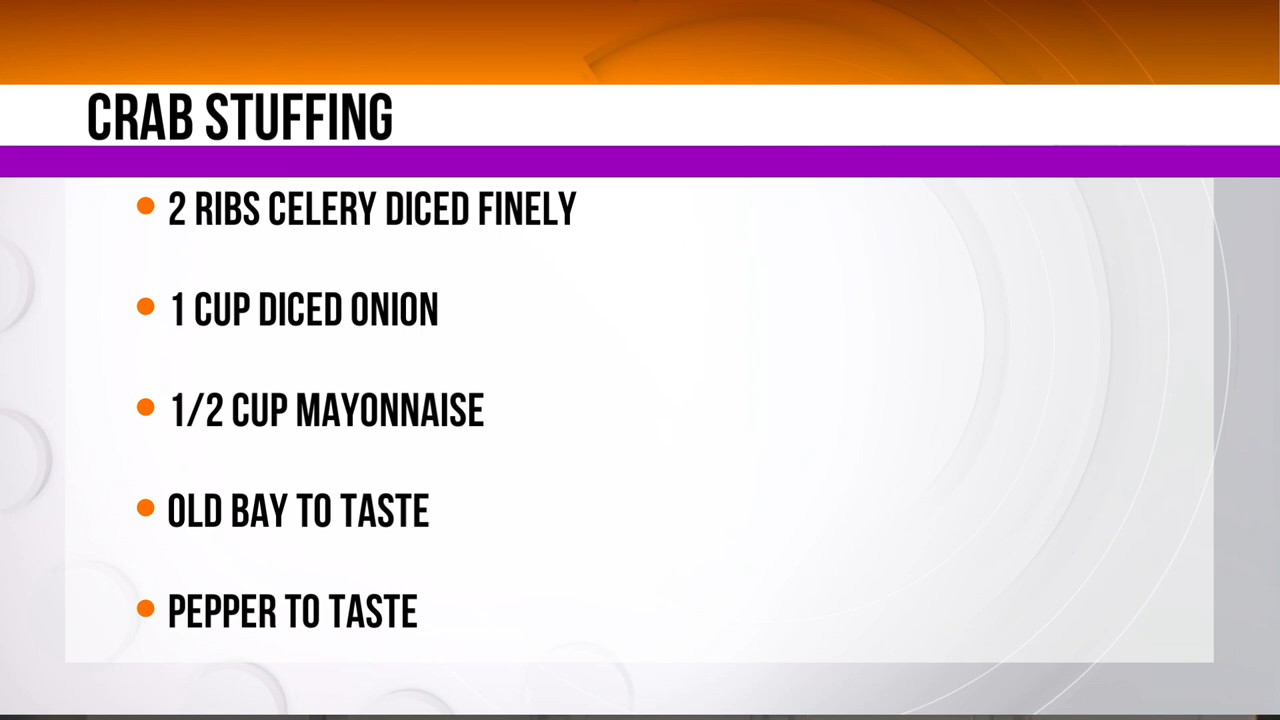 CRAB STUFFING
2 RIBS CELERY DICED FINELY
1 CUP DICED ONION
1/2 CUP MAYONNAISE
OLD BAY TO TASTE
PEPPER TO TASTE